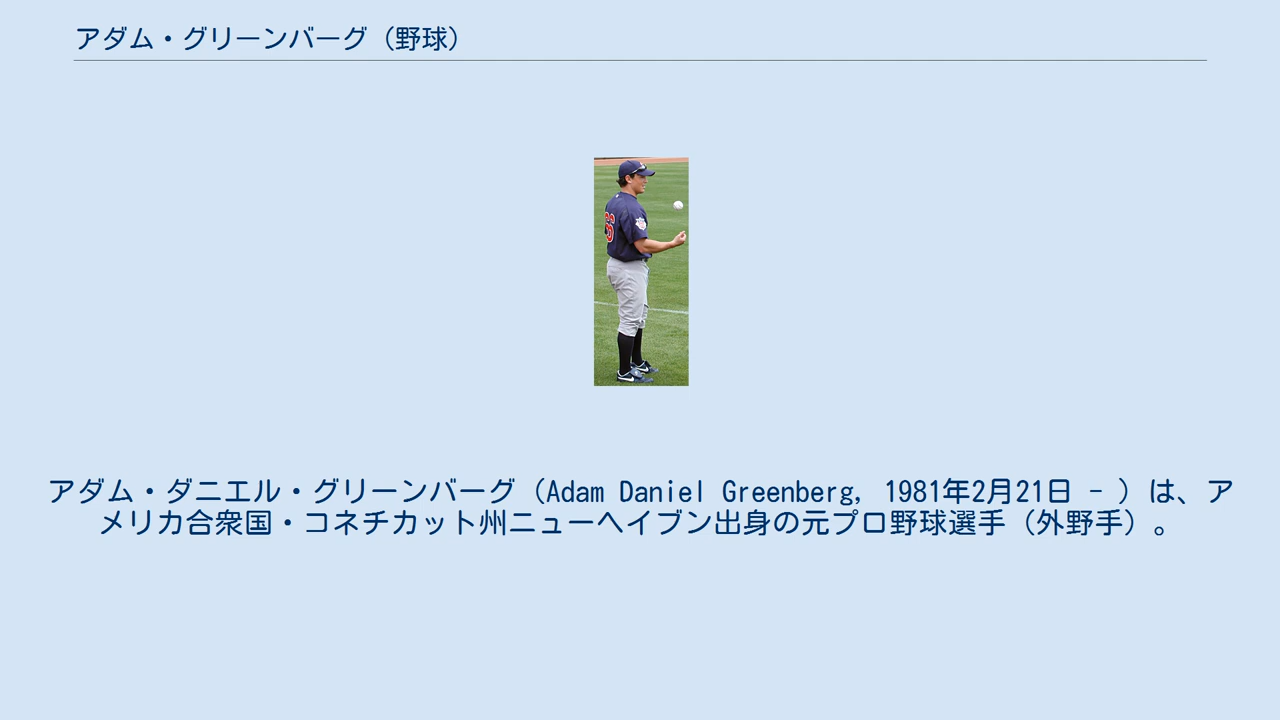 アダム・グリーンバーグ（野球）
アダム・ダニエル・グリーンバーグ（Adam Daniel Greenberg, 1981年2月21日 - ）は、ア
メリカ合衆国・コネチカット州ニューヘイブン出身の元プロ野球選手（外野手）。